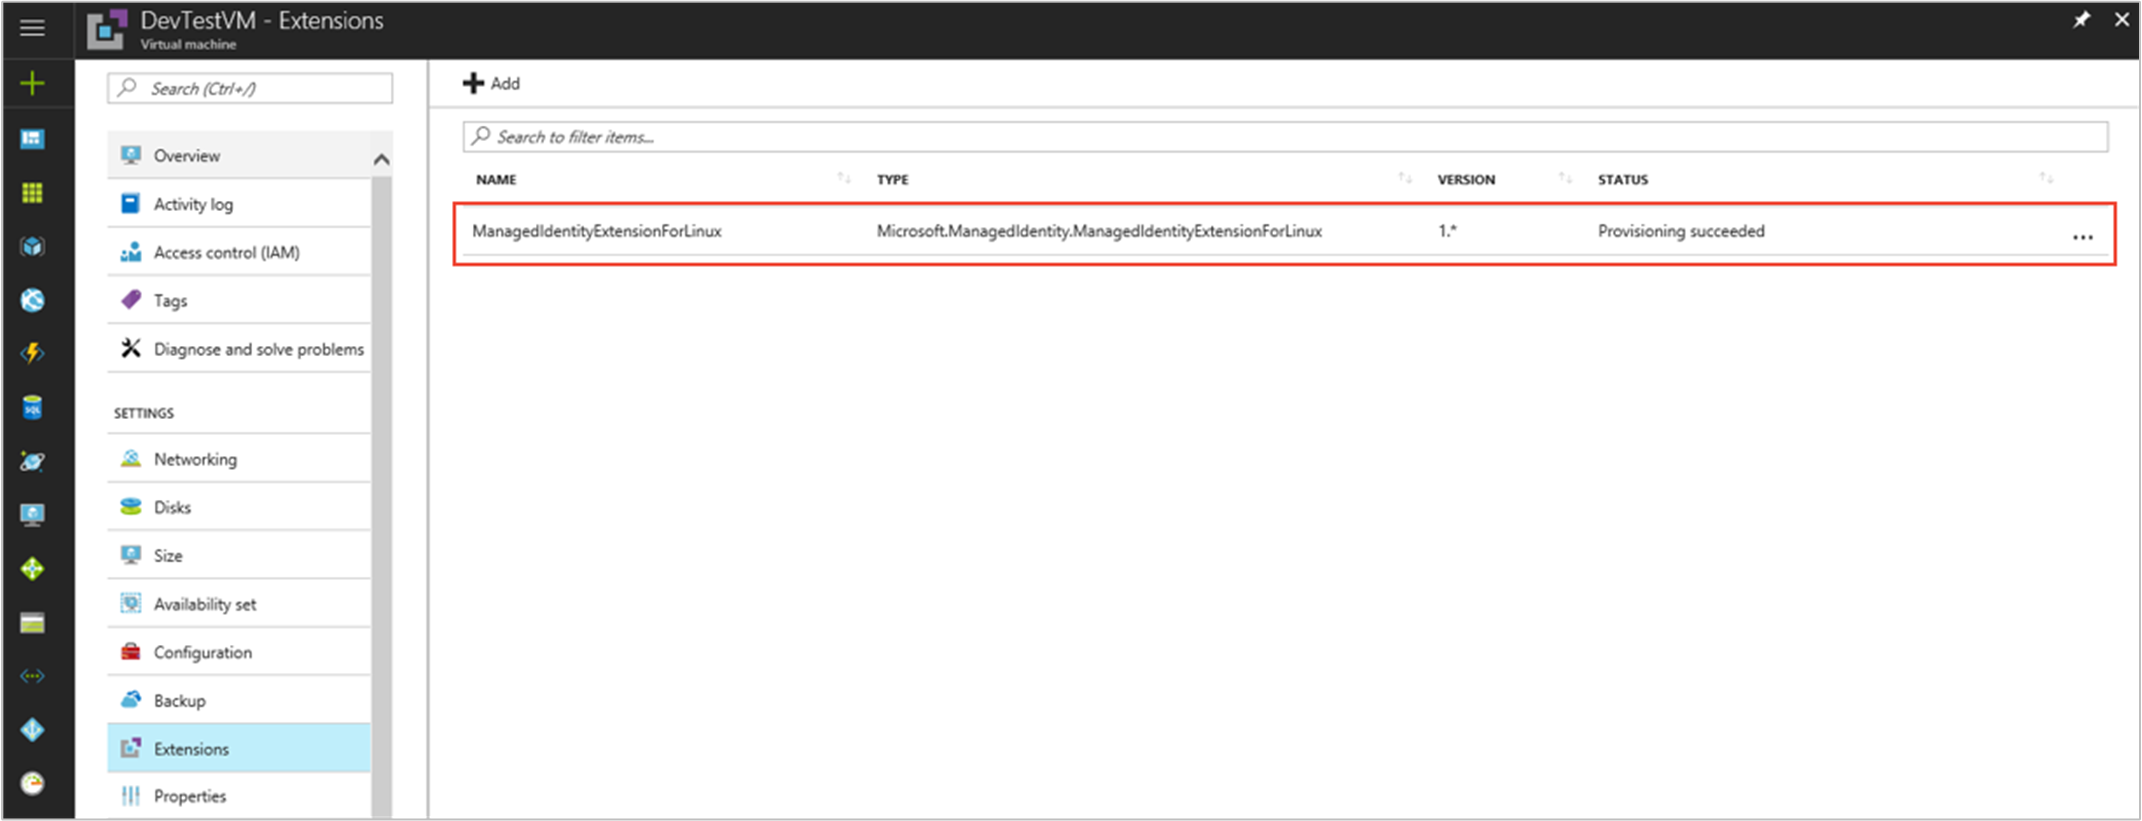 DevTestVM - Extensions
Virtual machine
Search (Ctrl+/)
Overview
Activity log
Access control (IAM)
Tags
Diagnose and solve problems
SETTINGS
Networking
Disks
Size
Availability set
Configuration
Backup
Extensions
Properties
Add
Search to filter items...
NAME TYPE VERSION STATUS
ManagedIdentityExtensionForLinux Microsoft.ManagedIdentity.ManagedIdentityExtensionForLinux 1.* Provisioning succeeded ...
SQL